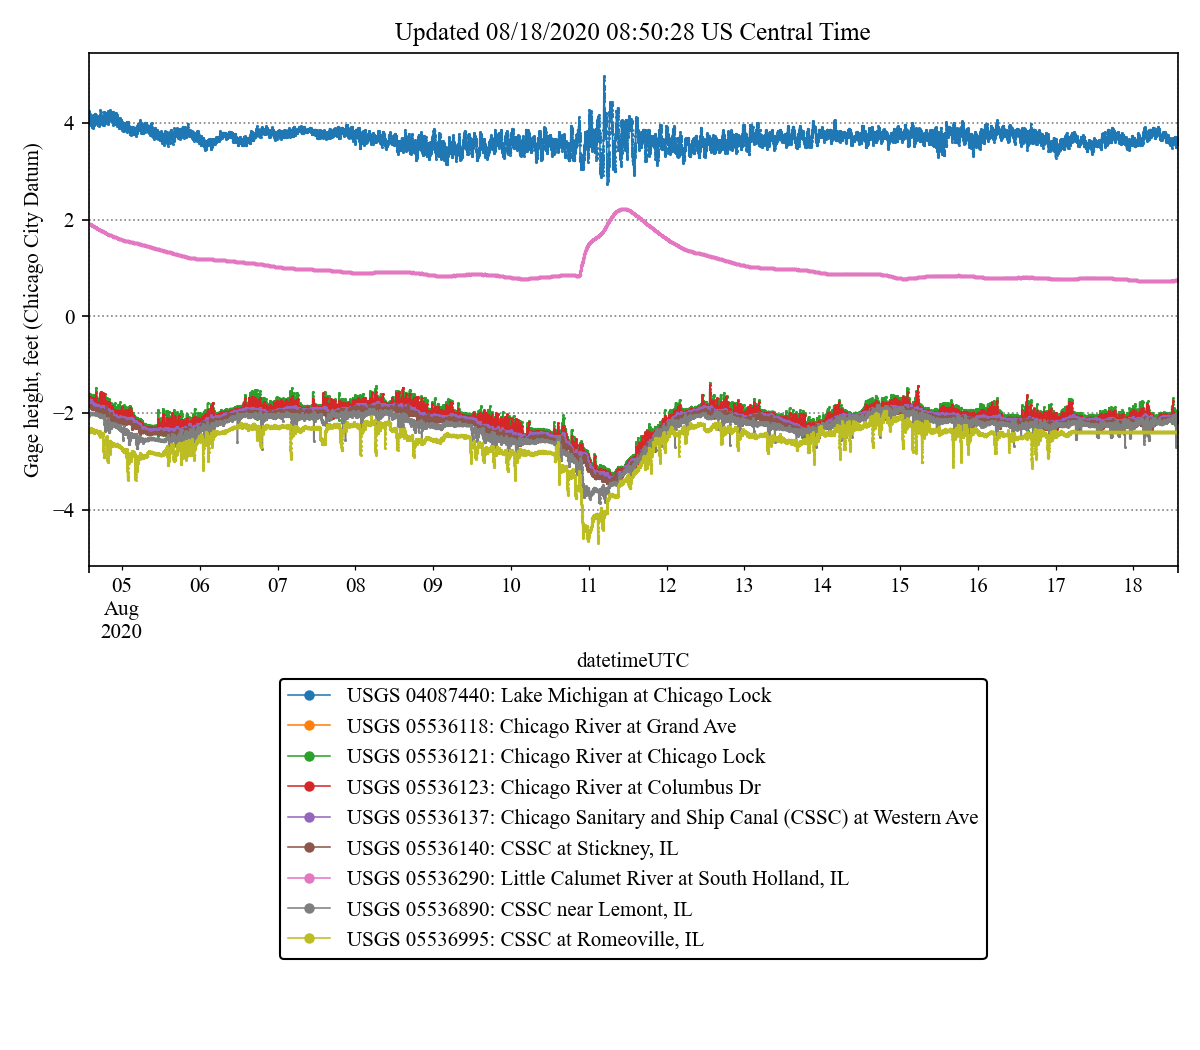 Updated 08/18/2020 08:50:28 US Central Time
Gage height, feet (Chicago City Datum)
4
2
0
−2
−4
05 06 07 08 09 10 11 12 13 14 15 16 17 18
Aug
2020
datetimeUTC
USGS 04087440: Lake Michigan at Chicago Lock
USGS 05536118: Chicago River at Grand Ave
USGS 05536121: Chicago River at Chicago Lock
USGS 05536123: Chicago River at Columbus Dr
USGS 05536137: Chicago Sanitary and Ship Canal (CSSC) at Western Ave
USGS 05536140: CSSC at Stickney, IL
USGS 05536290: Little Calumet River at South Holland, IL
USGS 05536890: CSSC near Lemont, IL
USGS 05536995: CSSC at Romeoville, IL